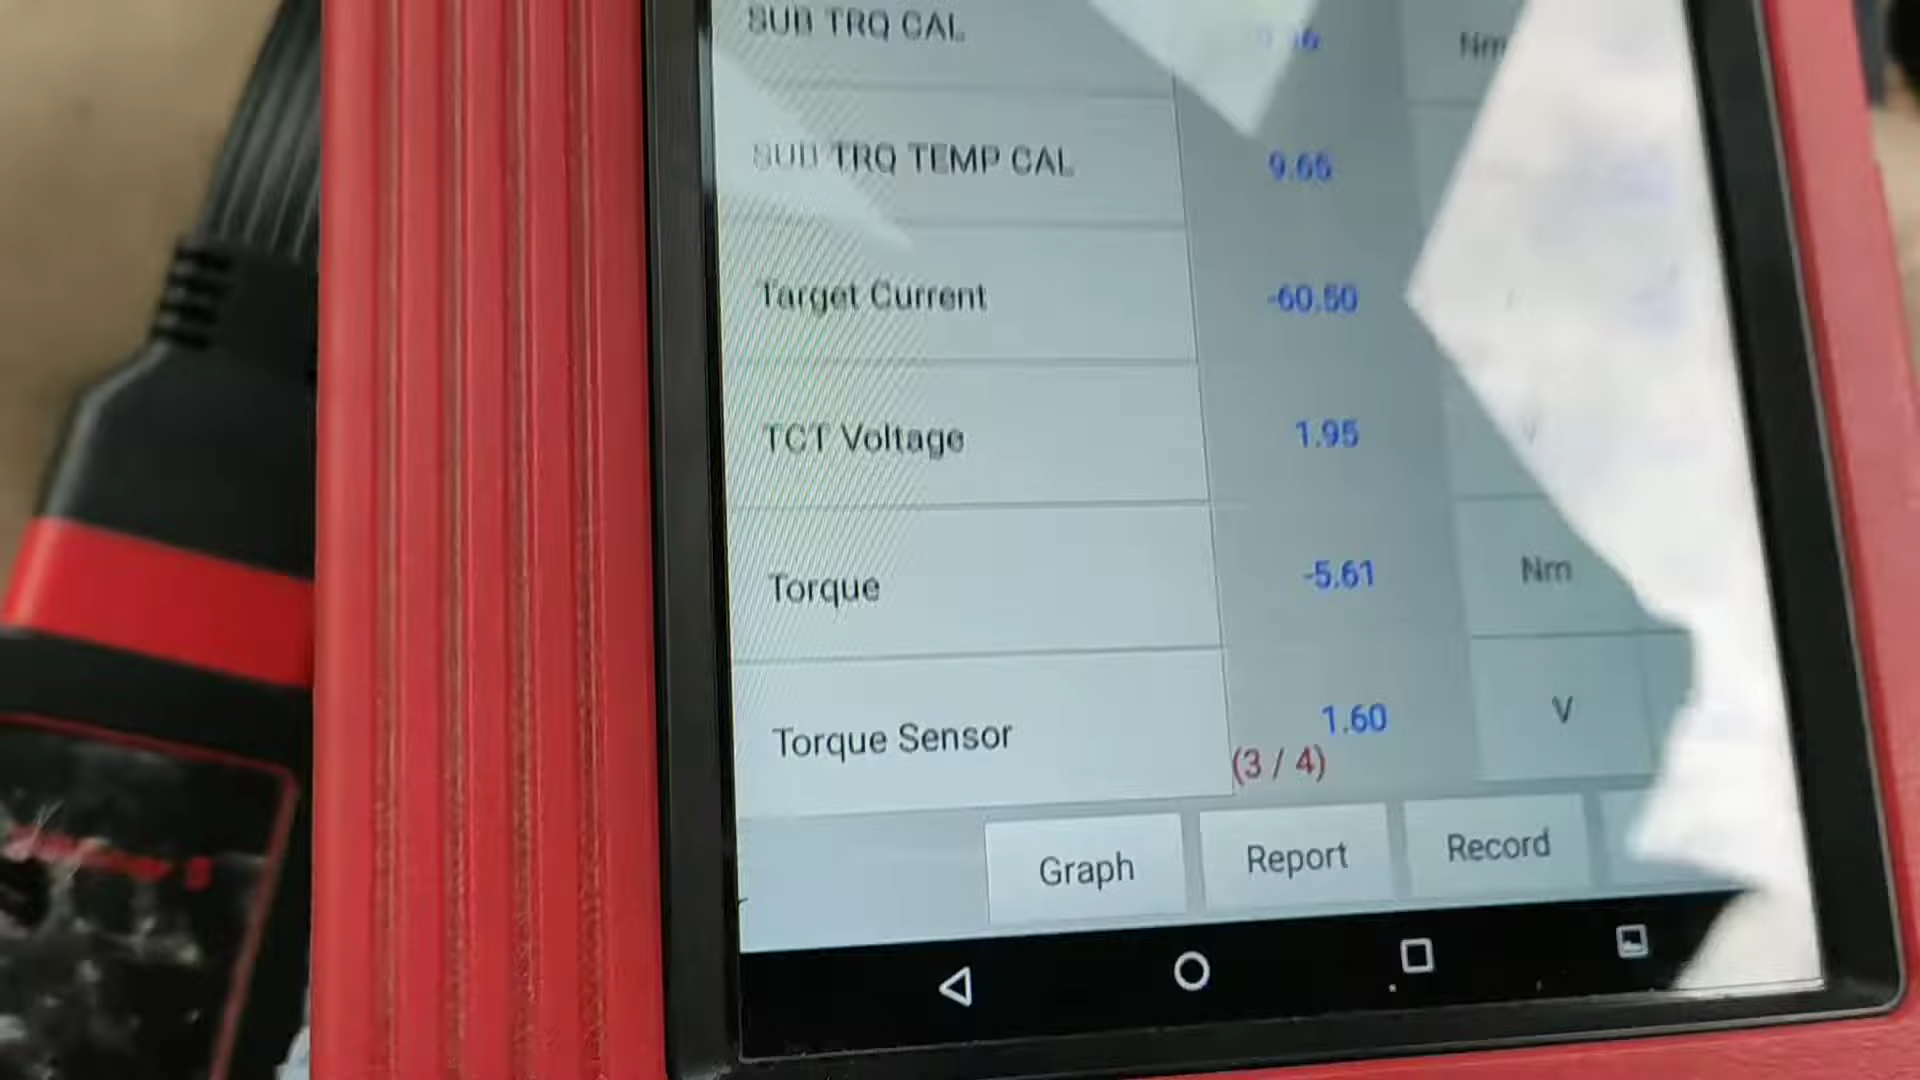 SUB TRQ CAL Nm
SUB TRQ TEMP CAL 9.65
Target Current -60.50
TCT Voltage 1.95 V
Torque -5.61 Nm
Torque Sensor 1.60 V
(3 / 4)
Graph Report Record